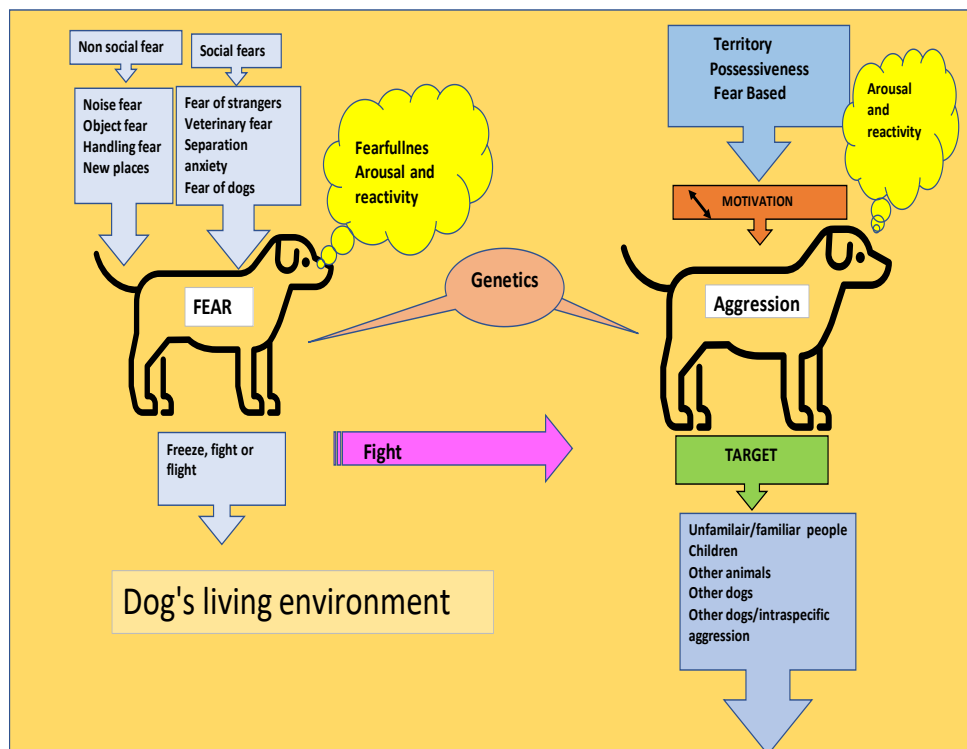 Non social fear
Social fears
Noise fear
Object fear
Handling fear
New places
Fear of strangers
Veterinary fear
Separation
anxiety
Fear of dogs
Fearfullnes
Arousal and
reactivity
FEAR
Freeze, fight or
flight
Dog's living environment
Genetics
Fight
Territory
Possessiveness
Fear Based
Arousal
and
reactivity
MOTIVATION
Aggression
TARGET
Unfamilair/familiar people
Children
Other animals
Other dogs
Other dogs/intraspecific
aggression